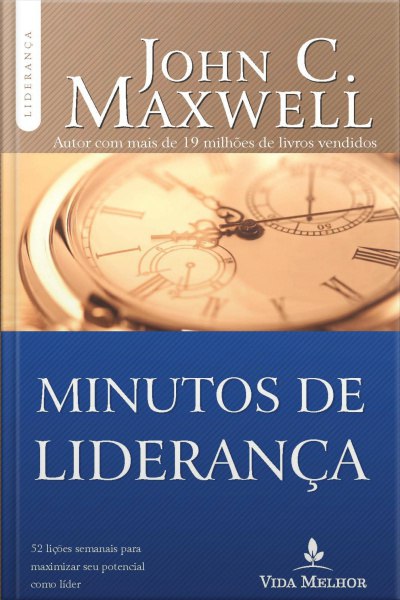 LIDERANÇA
JOHN C.
MAXWELL
Autor com mais de 19 milhões de livros vendidos
MINUTOS DE
LIDERANÇA
52 lições semanais para
maximizar seu potencial
como líder
VIDA MELHOR